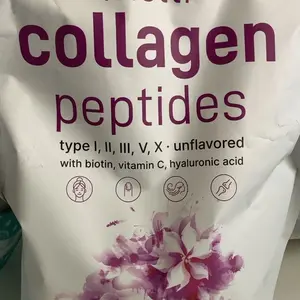 collagen
peptides
type I, II, III, V, X · unflavored
with biotin, vitamin C, hyaluronic acid